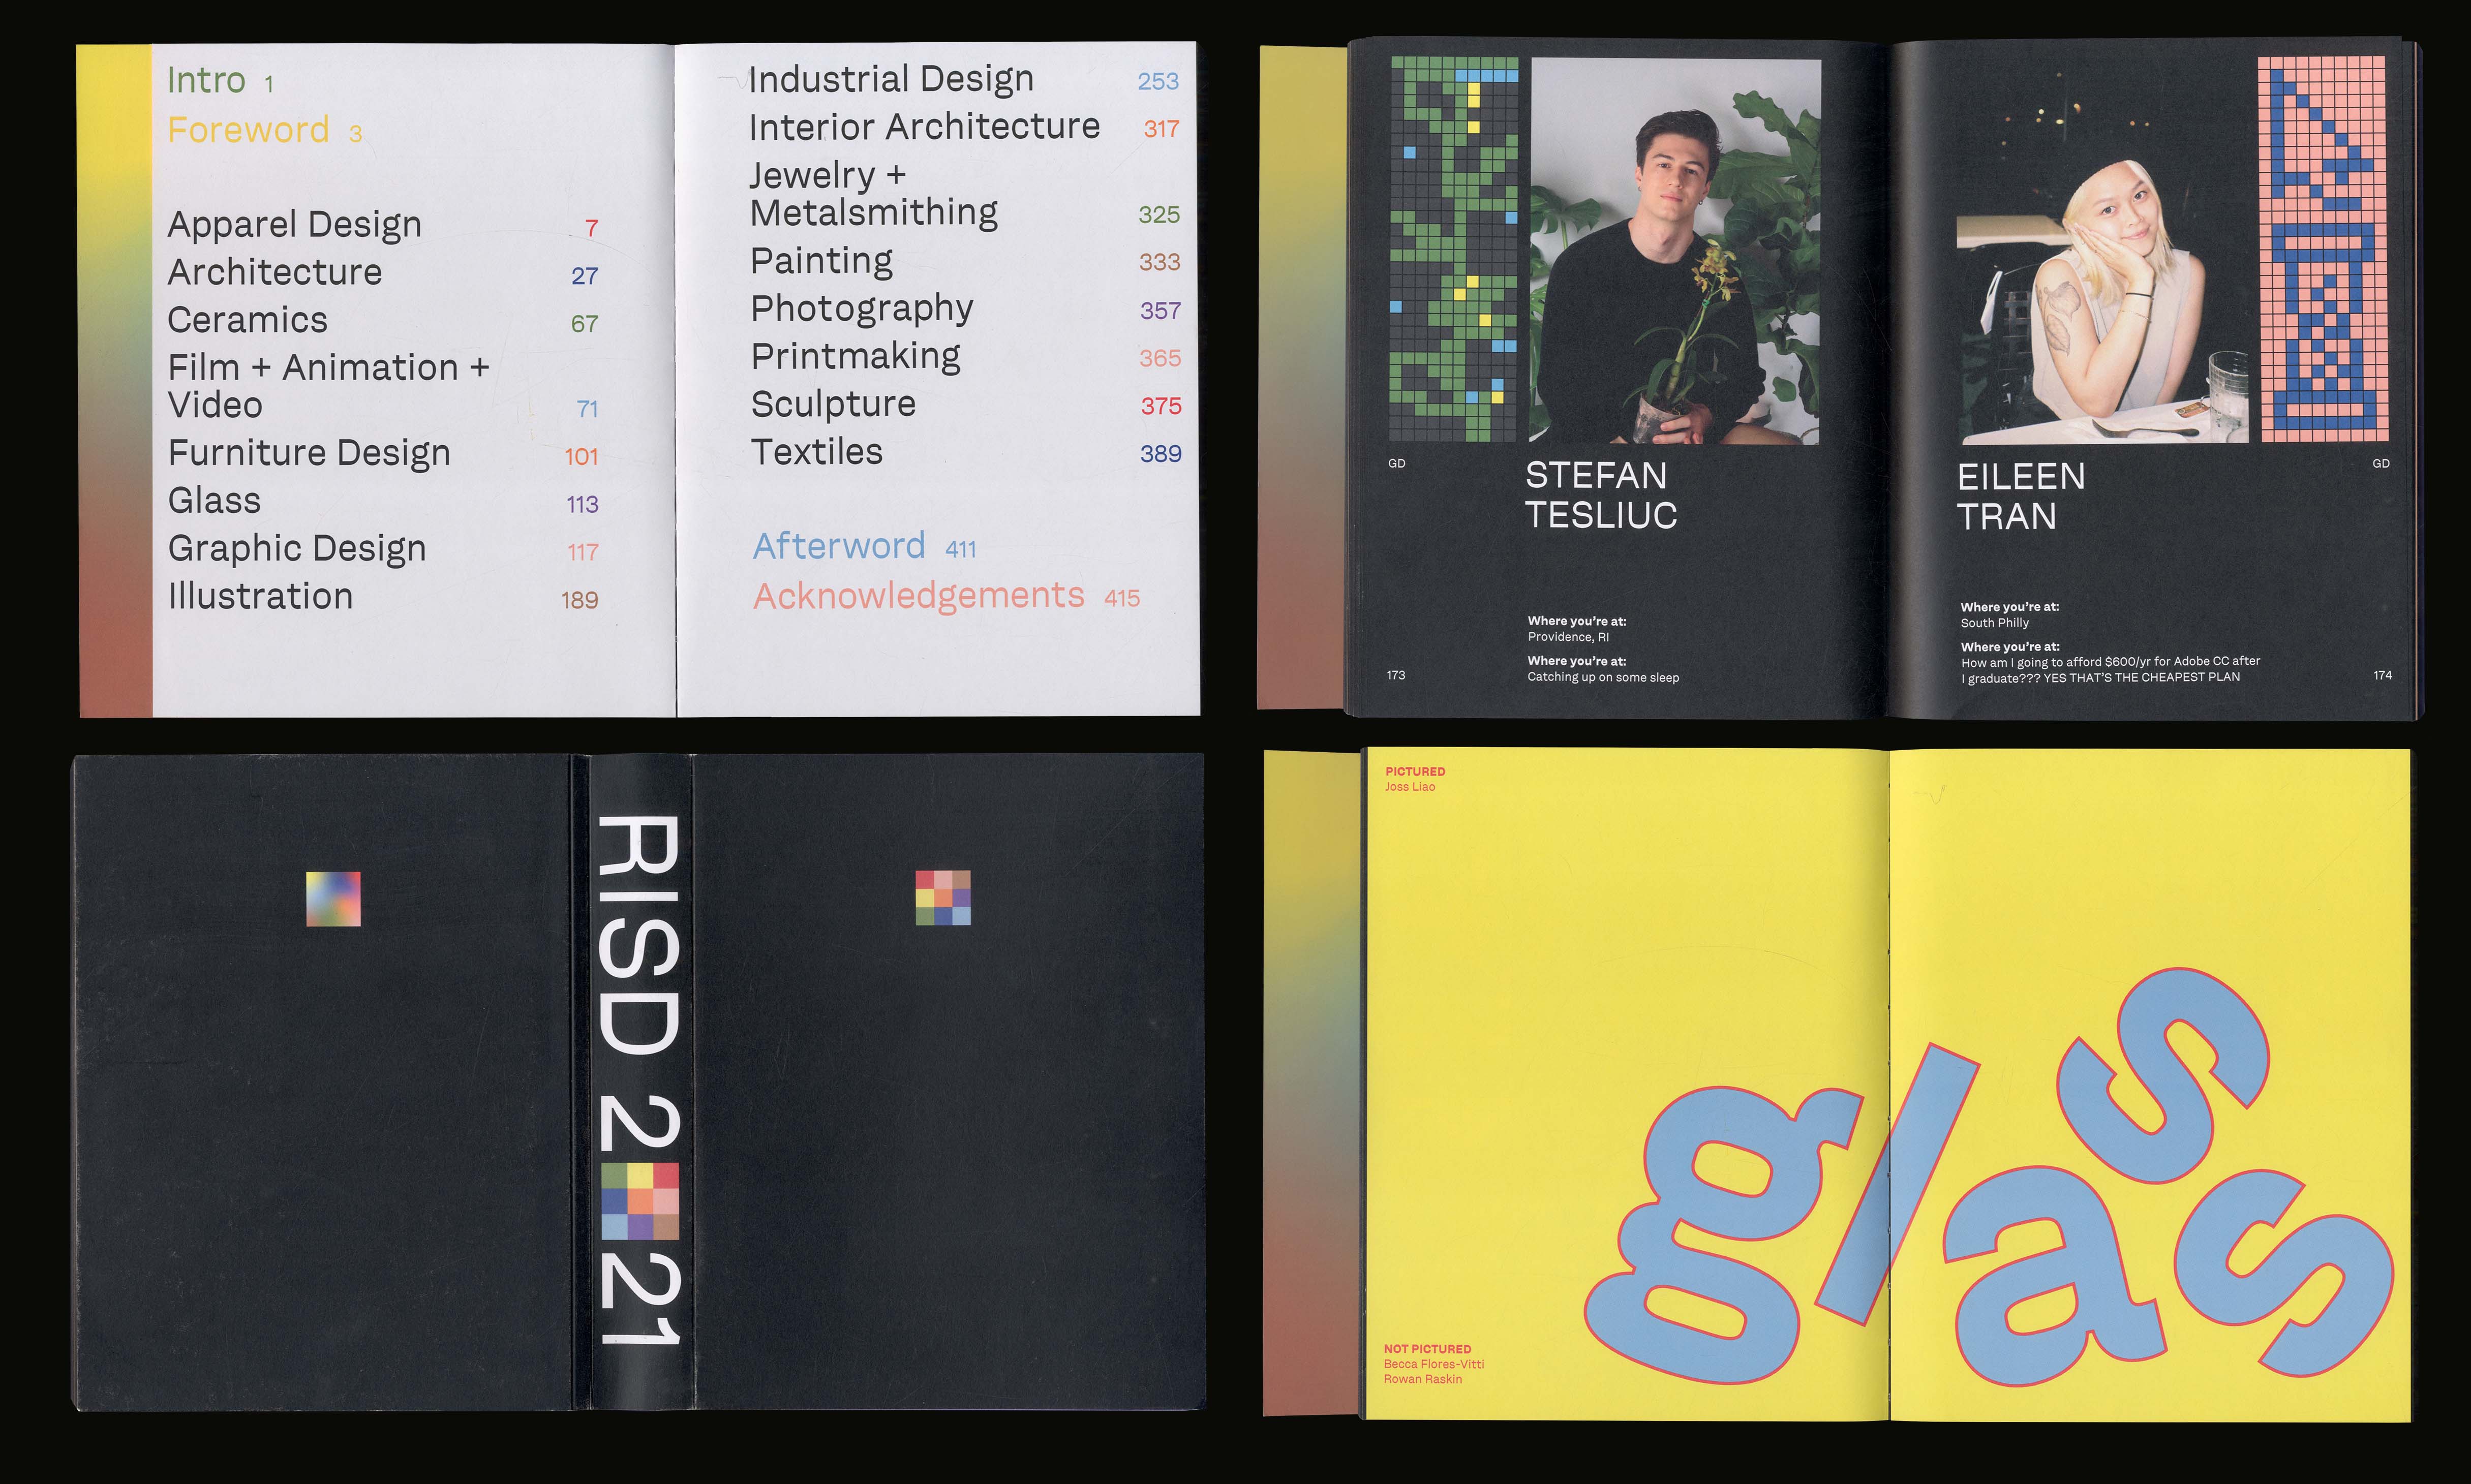 Intro 1
Foreword 3
Apparel Design 7
Architecture 27
Ceramics 67
Film + Animation +
Video 71
Furniture Design 101
Glass 113
Graphic Design 117
Illustration 189
Industrial Design 253
Interior Architecture 317
Jewelry +
Metalsmithing 325
Painting 333
Photography 357
Printmaking 365
Sculpture 375
Textiles 389
Afterword 411
Acknowledgements 415
GD
STEFAN
TESLIUC
Where you're at:
Providence, RI
Where you're at:
Catching up on some sleep
173
GD
EILEEN
TRAN
Where you're at:
South Philly
Where you're at:
How am I going to afford $600/yr for Adobe CC after
I graduate??? YES THAT'S THE CHEAPEST PLAN
174
RISD 2 21
PICTURED
Joss Liao
glass
NOT PICTURED
Becca Flores-Vitti
Rowan Raskin